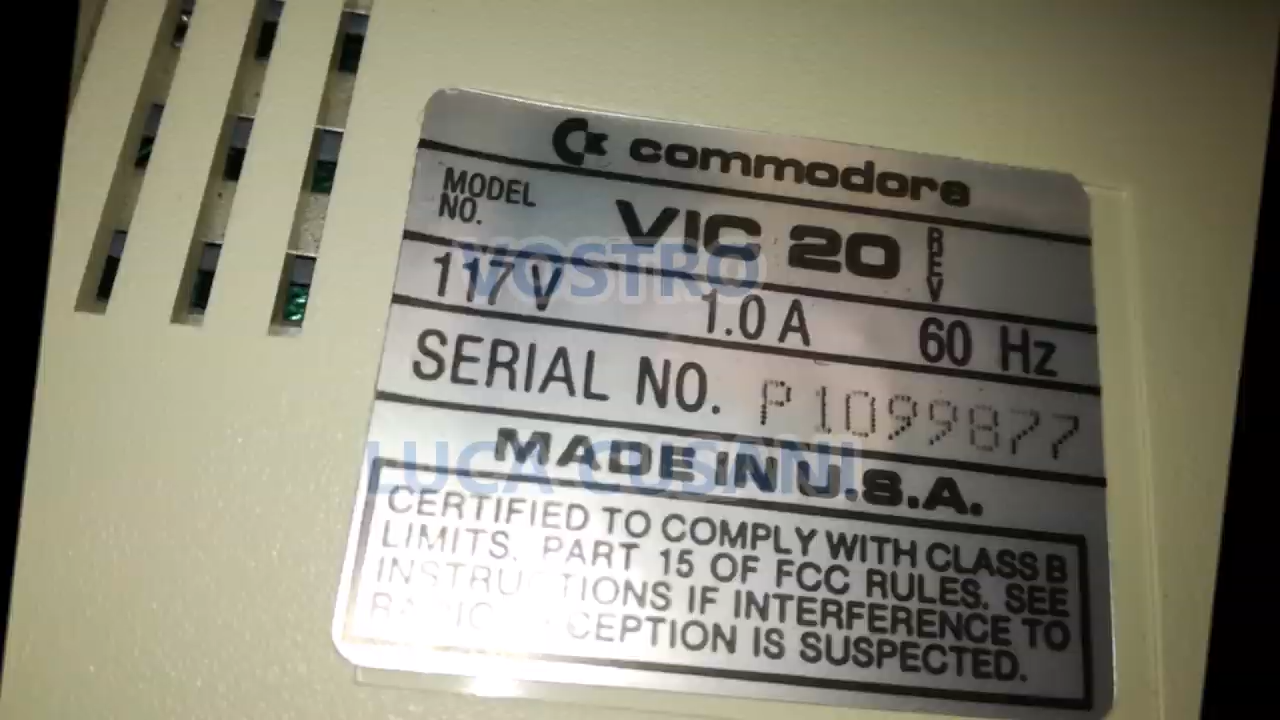 commodore
MODEL NO. VIC 20 REV
117V 1.0 A 60 Hz
SERIAL NO. P1099877
MADE IN U.S.A.
CERTIFIED TO COMPLY WITH CLASS B
LIMITS, PART 15 OF FCC RULES. SEE
INSTRUCTIONS IF INTERFERENCE TO
RADIO RECEPTION IS SUSPECTED.
VOSTRO
LUCA CUSANI